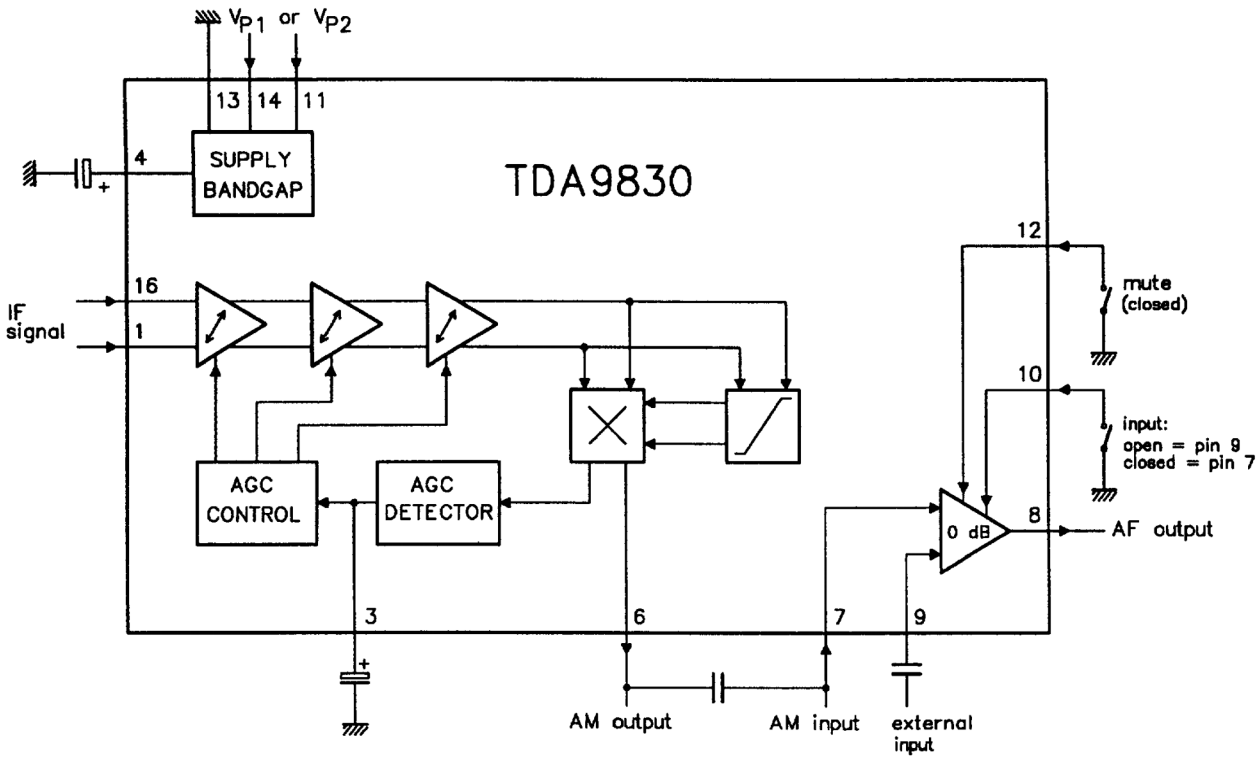 VP1 or VP2
13 14 11
4
+
SUPPLY
BANDGAP
TDA9830
12
mute
(closed)
16
IF
signal
1
10
input:
open = pin 9
closed = pin 7
AGC
CONTROL
AGC
DETECTOR
0 dB
8
AF output
3
6
7
9
+
AM output
AM input
external
input